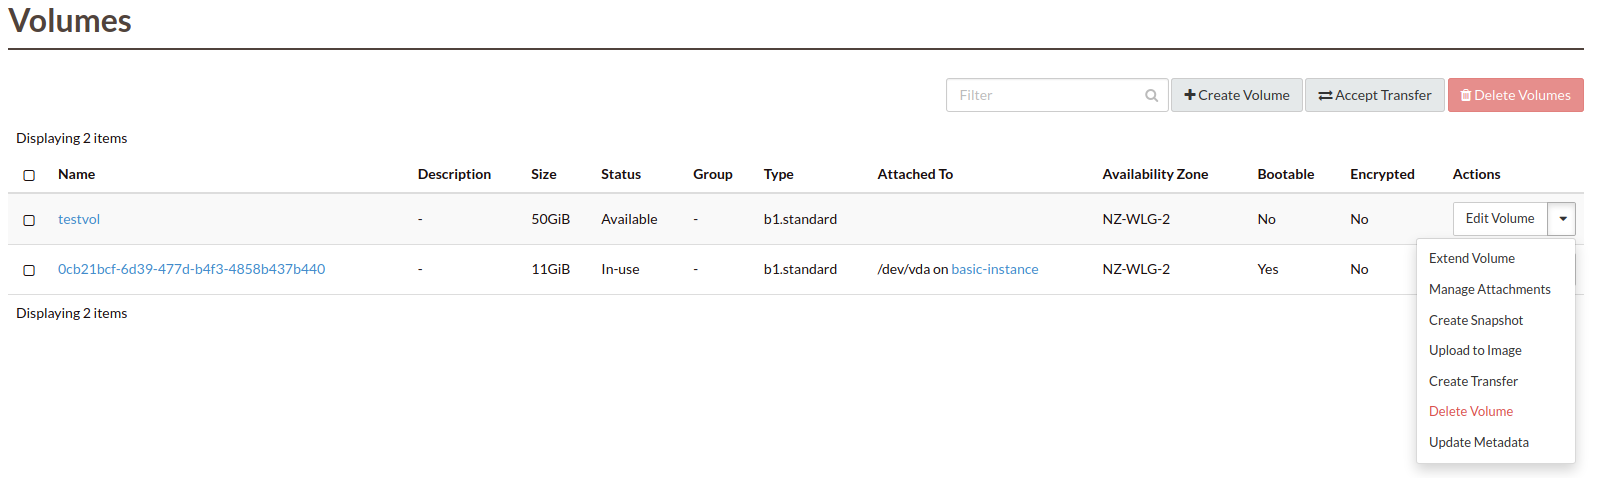 Volumes
Filter Create Volume Accept Transfer Delete Volumes
Displaying 2 items
Name Description Size Status Group Type Attached To Availability Zone Bootable Encrypted Actions
testvol - 50GiB Available - b1.standard NZ-WLG-2 No No Edit Volume
0cb21bcf-6d39-477d-b4f3-4858b437b440 - 11GiB In-use - b1.standard /dev/vda on basic-instance NZ-WLG-2 Yes No
Displaying 2 items
Extend Volume
Manage Attachments
Create Snapshot
Upload to Image
Create Transfer
Delete Volume
Update Metadata